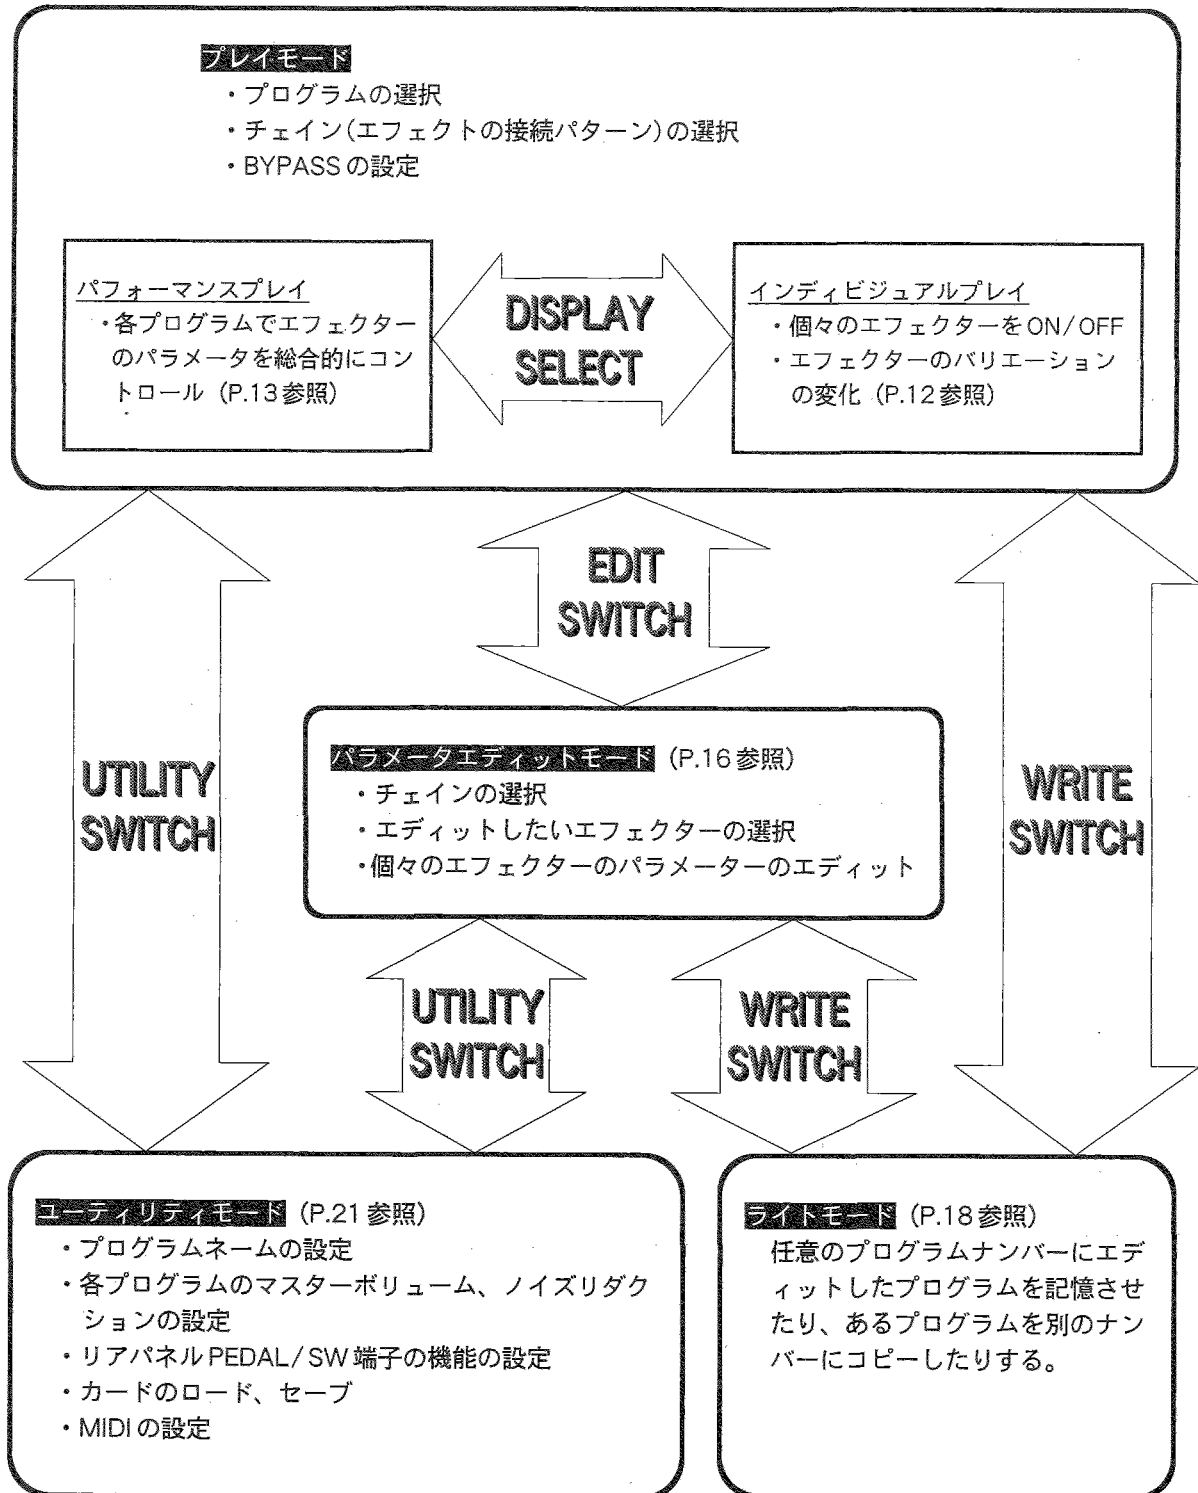 プレイモード
・プログラムの選択
・チェイン(エフェクトの接続パターン)の選択
・BYPASSの設定
パフォーマンスプレイ
・各プログラムでエフェクター
のパラメータを総合的にコン
トロール (P.13参照)
DISPLAY
SELECT
インディビジュアルプレイ
・個々のエフェクターをON/OFF
・エフェクターのバリエーション
の変化 (P.12参照)
EDIT
SWITCH
UTILITY
SWITCH
パラメータエディットモード (P.16参照)
・チェインの選択
・エディットしたいエフェクターの選択
・個々のエフェクターのパラメーターのエディット
WRITE
SWITCH
UTILITY
SWITCH
WRITE
SWITCH
ユーティリティモード (P.21参照)
・プログラムネームの設定
・各プログラムのマスターボリューム、ノイズリダク
ションの設定
・リアパネルPEDAL/SW端子の機能の設定
・カードのロード、セーブ
・MIDIの設定
ライトモード (P.18参照)
任意のプログラムナンバーにエデ
ィットしたプログラムを記憶させ
たり、あるプログラムを別のナン
バーにコピーしたりする。